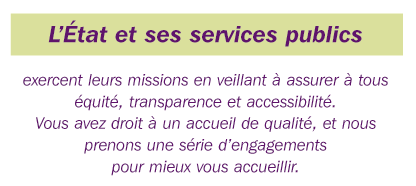 L’État et ses services publics
exercent leurs missions en veillant à assurer à tous
équité, transparence et accessibilité.
Vous avez droit à un accueil de qualité, et nous
prenons une série d’engagements
pour mieux vous accueillir.